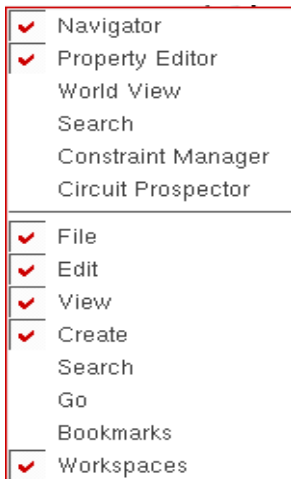 Navigator
Property Editor
World View
Search
Constraint Manager
Circuit Prospector
File
Edit
View
Create
Search
Go
Bookmarks
Workspaces